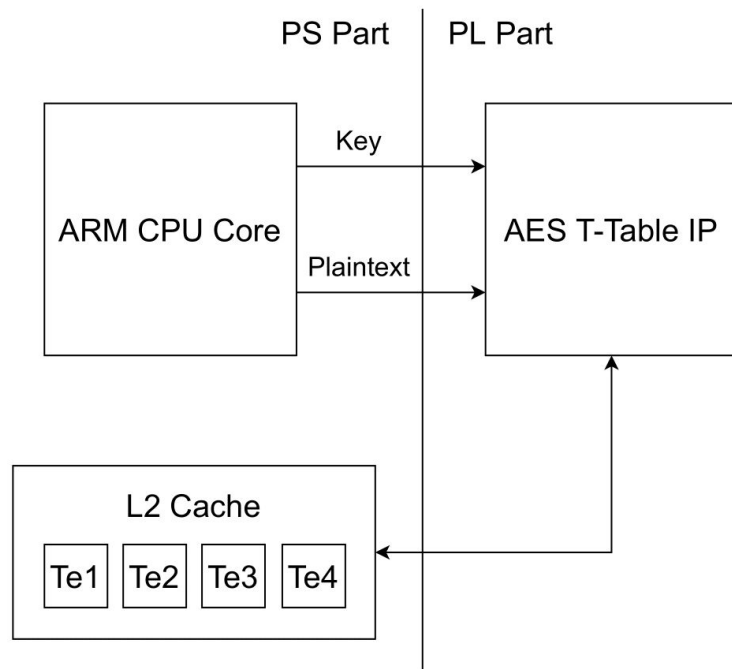 PS Part
PL Part
Key
ARM CPU Core
AES T-Table IP
Plaintext
L2 Cache
Te1 Te2 Te3 Te4